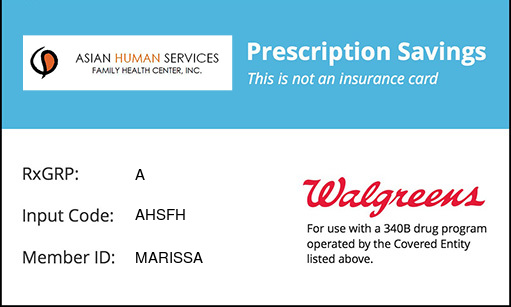 ASIAN HUMAN SERVICES
FAMILY HEALTH CENTER, INC.
Prescription Savings
This is not an insurance card
RxGRP: A
Input Code: AHSFH
Member ID: MARISSA
Walgreens
For use with a 340B drug program
operated by the Covered Entity
listed above.